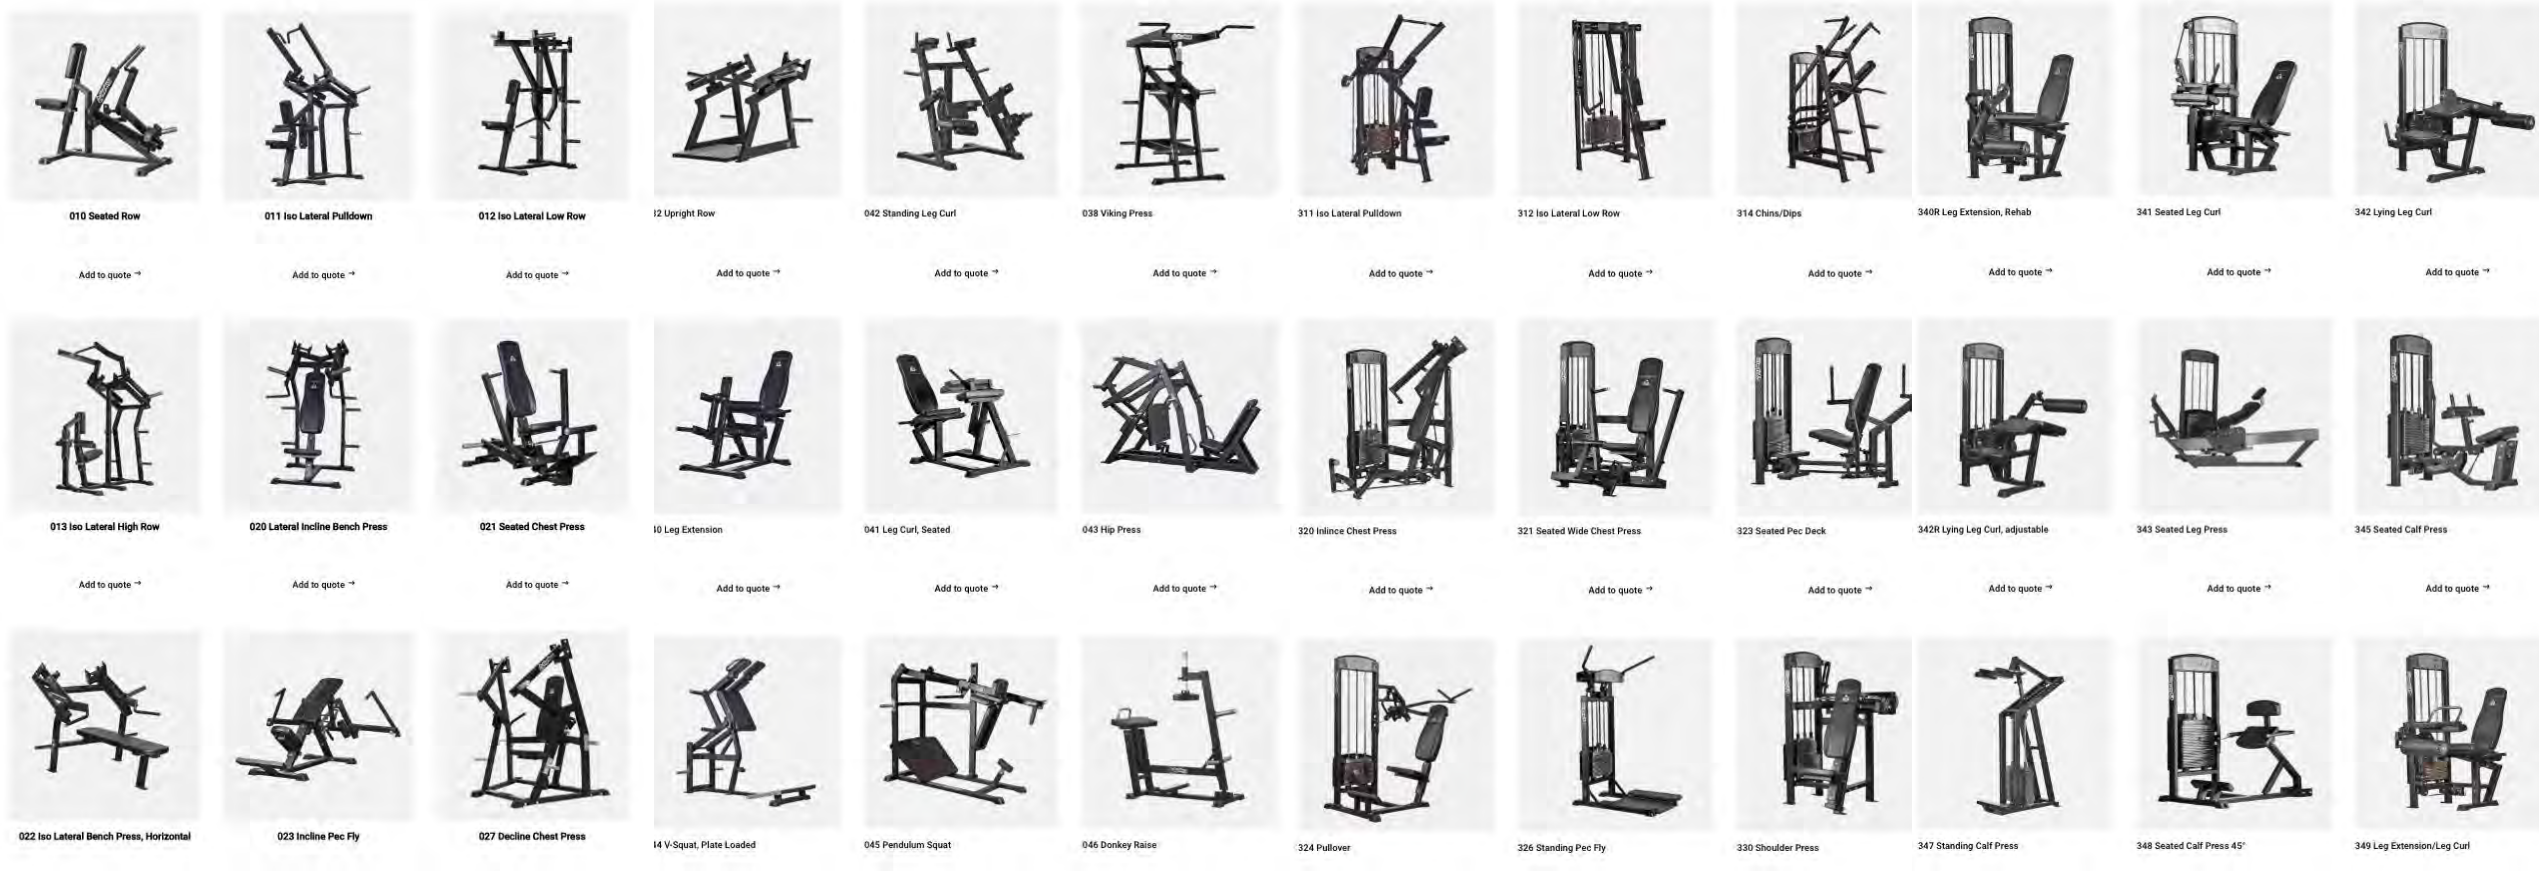 010 Seated Row
011 Iso Lateral Pulldown
012 Iso Lateral Low Row
12 Upright Row
042 Standing Leg Curl
038 Viking Press
311 Iso Lateral Pulldown
312 Iso Lateral Low Row
314 Chins/Dips
340R Leg Extension, Rehab
341 Seated Leg Curl
342 Lying Leg Curl
Add to quote →
Add to quote →
Add to quote →
Add to quote →
Add to quote →
Add to quote →
Add to quote →
Add to quote →
Add to quote →
Add to quote →
Add to quote →
Add to quote →
013 Iso Lateral High Row
020 Lateral Incline Bench Press
021 Seated Chest Press
40 Leg Extension
041 Leg Curl, Seated
043 Hip Press
320 Inlince Chest Press
321 Seated Wide Chest Press
323 Seated Pec Deck
342R Lying Leg Curl, adjustable
343 Seated Leg Press
345 Seated Calf Press
Add to quote →
Add to quote →
Add to quote →
Add to quote →
Add to quote →
Add to quote →
Add to quote →
Add to quote →
Add to quote →
Add to quote →
Add to quote →
Add to quote →
022 Iso Lateral Bench Press, Horizontal
023 Incline Pec Fly
027 Decline Chest Press
44 V-Squat, Plate Loaded
045 Pendulum Squat
046 Donkey Raise
324 Pullover
326 Standing Pec Fly
330 Shoulder Press
347 Standing Calf Press
348 Seated Calf Press 45°
349 Leg Extension/Leg Curl